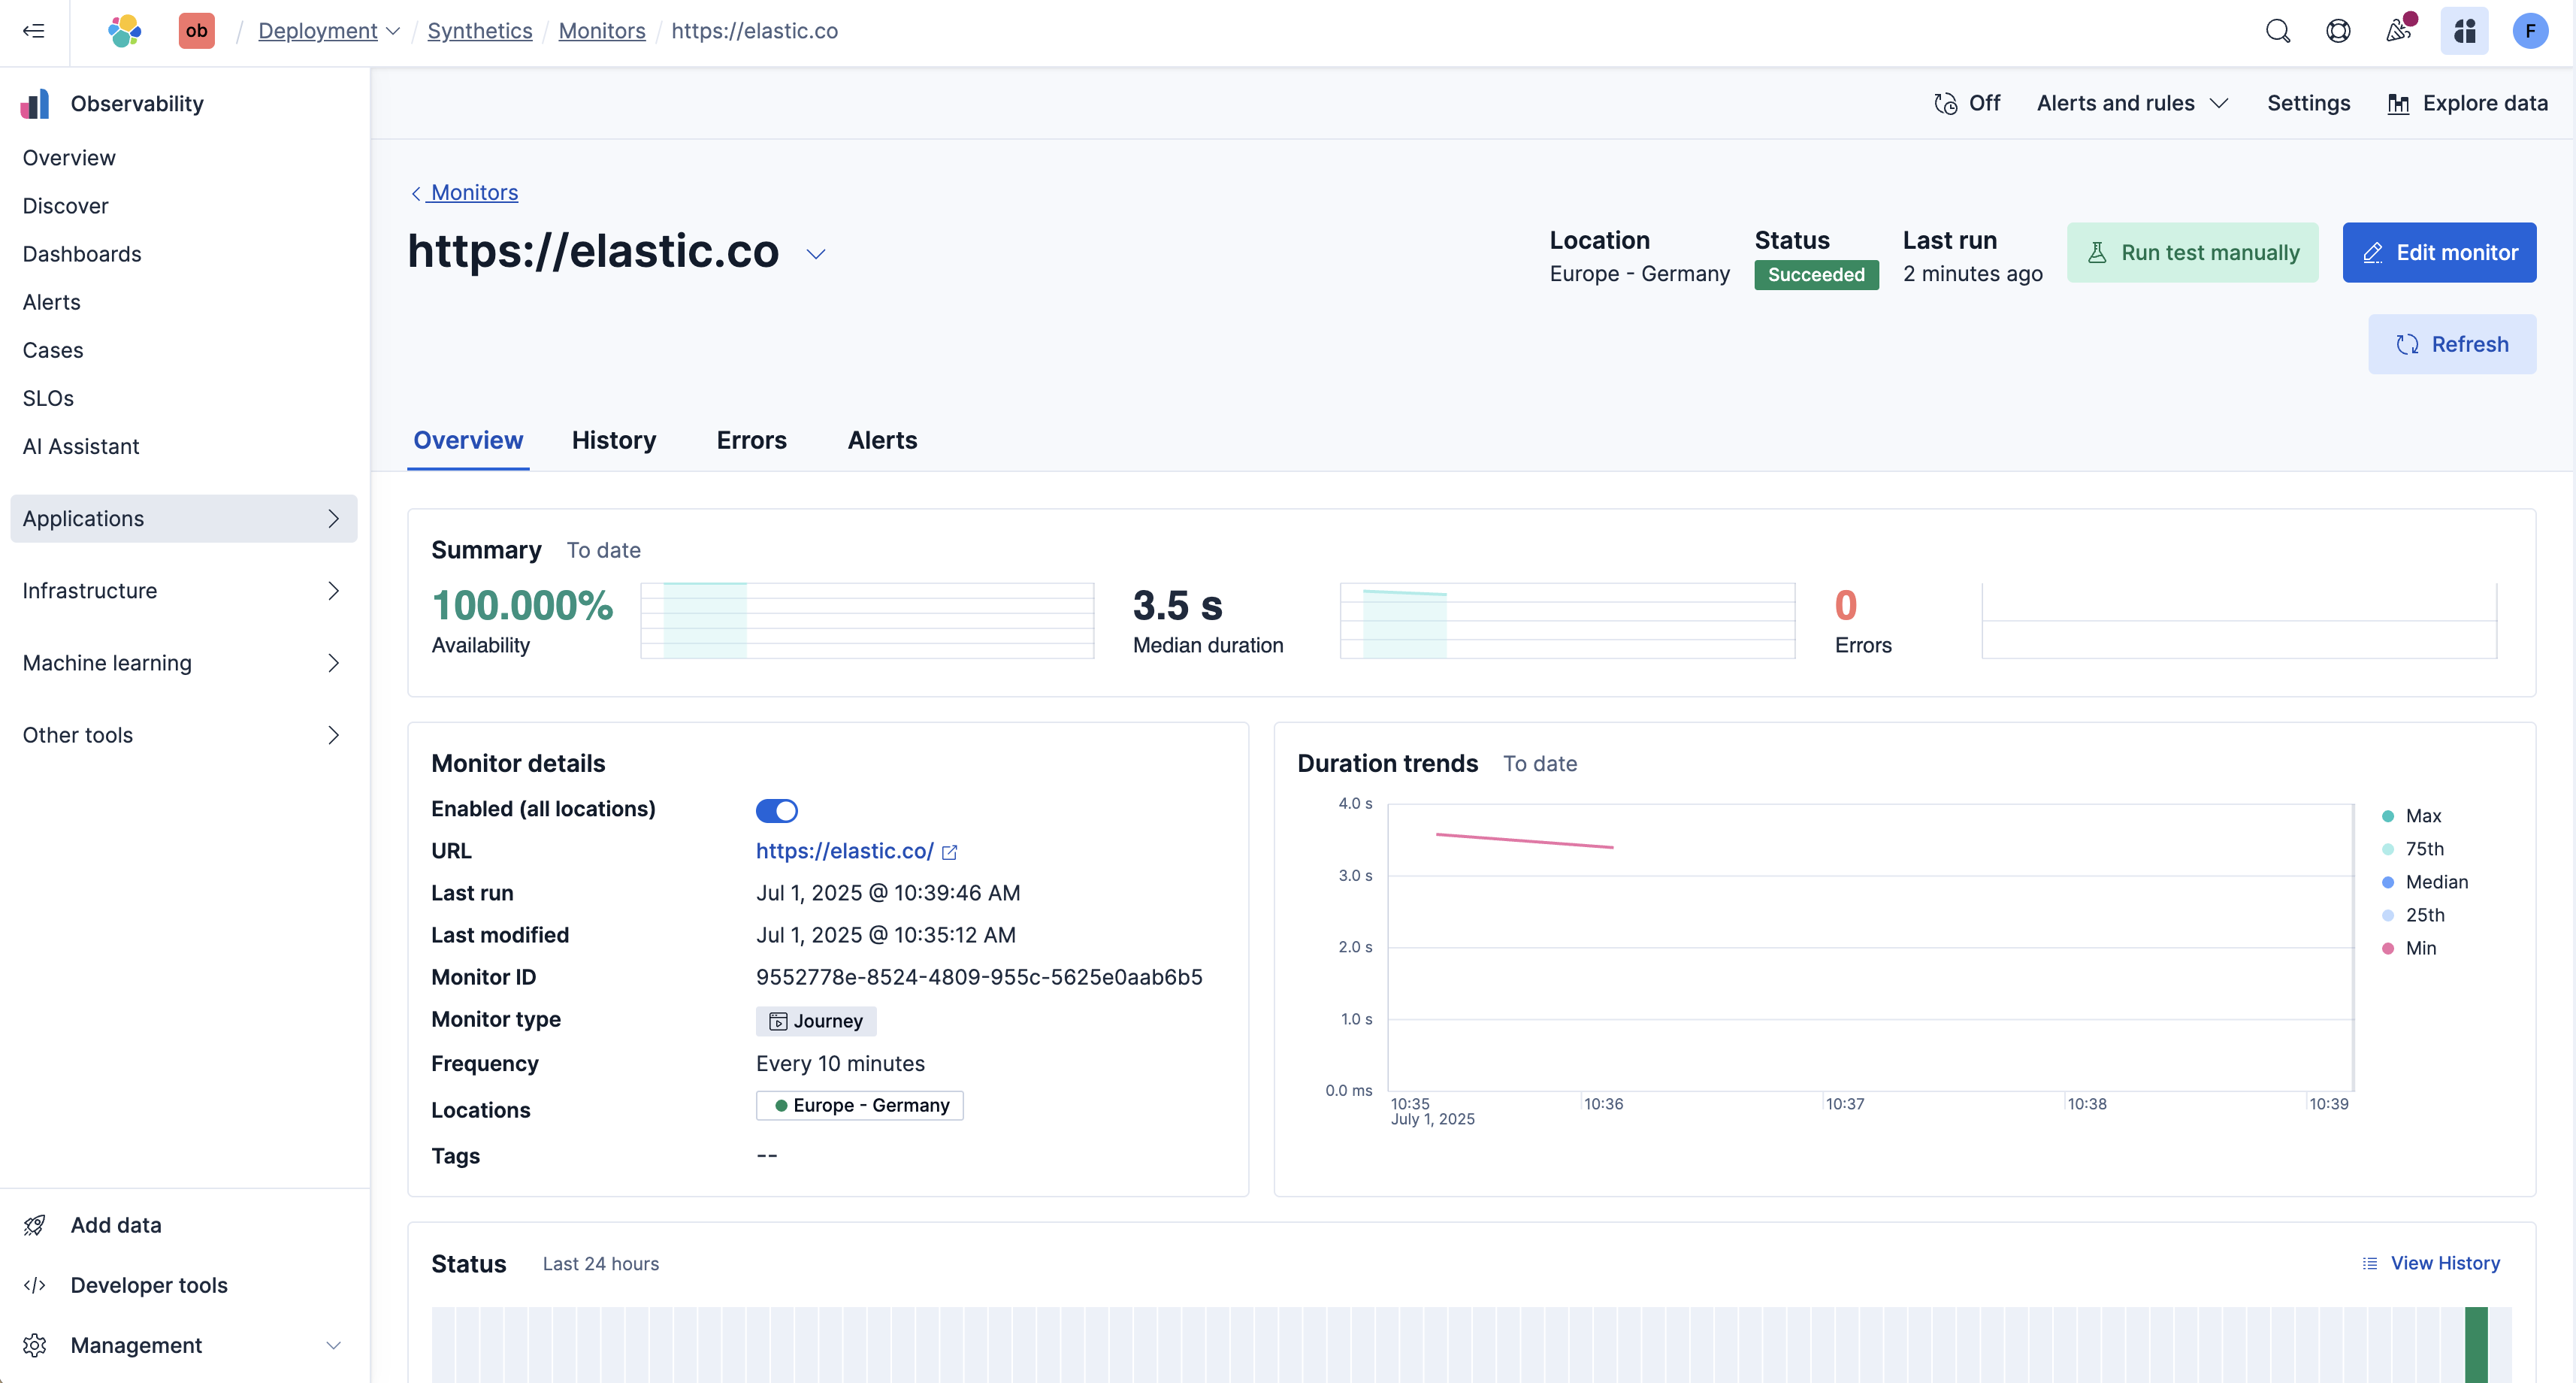 ob / Deployment / Synthetics / Monitors / https://elastic.co
F
Observability
Overview
Discover
Dashboards
Alerts
Cases
SLOs
AI Assistant
Applications
Infrastructure
Machine learning
Other tools
Add data
Developer tools
Management
Off Alerts and rules Settings Explore data
Monitors
https://elastic.co
Location
Europe - Germany
Status
Succeeded
Last run
2 minutes ago
Run test manually
Edit monitor
Refresh
Overview History Errors Alerts
Summary To date
100.000%
Availability
3.5 s
Median duration
0
Errors
Monitor details
Enabled (all locations)
URL https://elastic.co/
Last run Jul 1, 2025 @ 10:39:46 AM
Last modified Jul 1, 2025 @ 10:35:12 AM
Monitor ID 9552778e-8524-4809-955c-5625e0aab6b5
Monitor type Journey
Frequency Every 10 minutes
Locations Europe - Germany
Tags --
Duration trends To date
4.0 s
3.0 s
2.0 s
1.0 s
0.0 ms
10:35 10:36 10:37 10:38 10:39
July 1, 2025
Max
75th
Median
25th
Min
Status Last 24 hours
View History